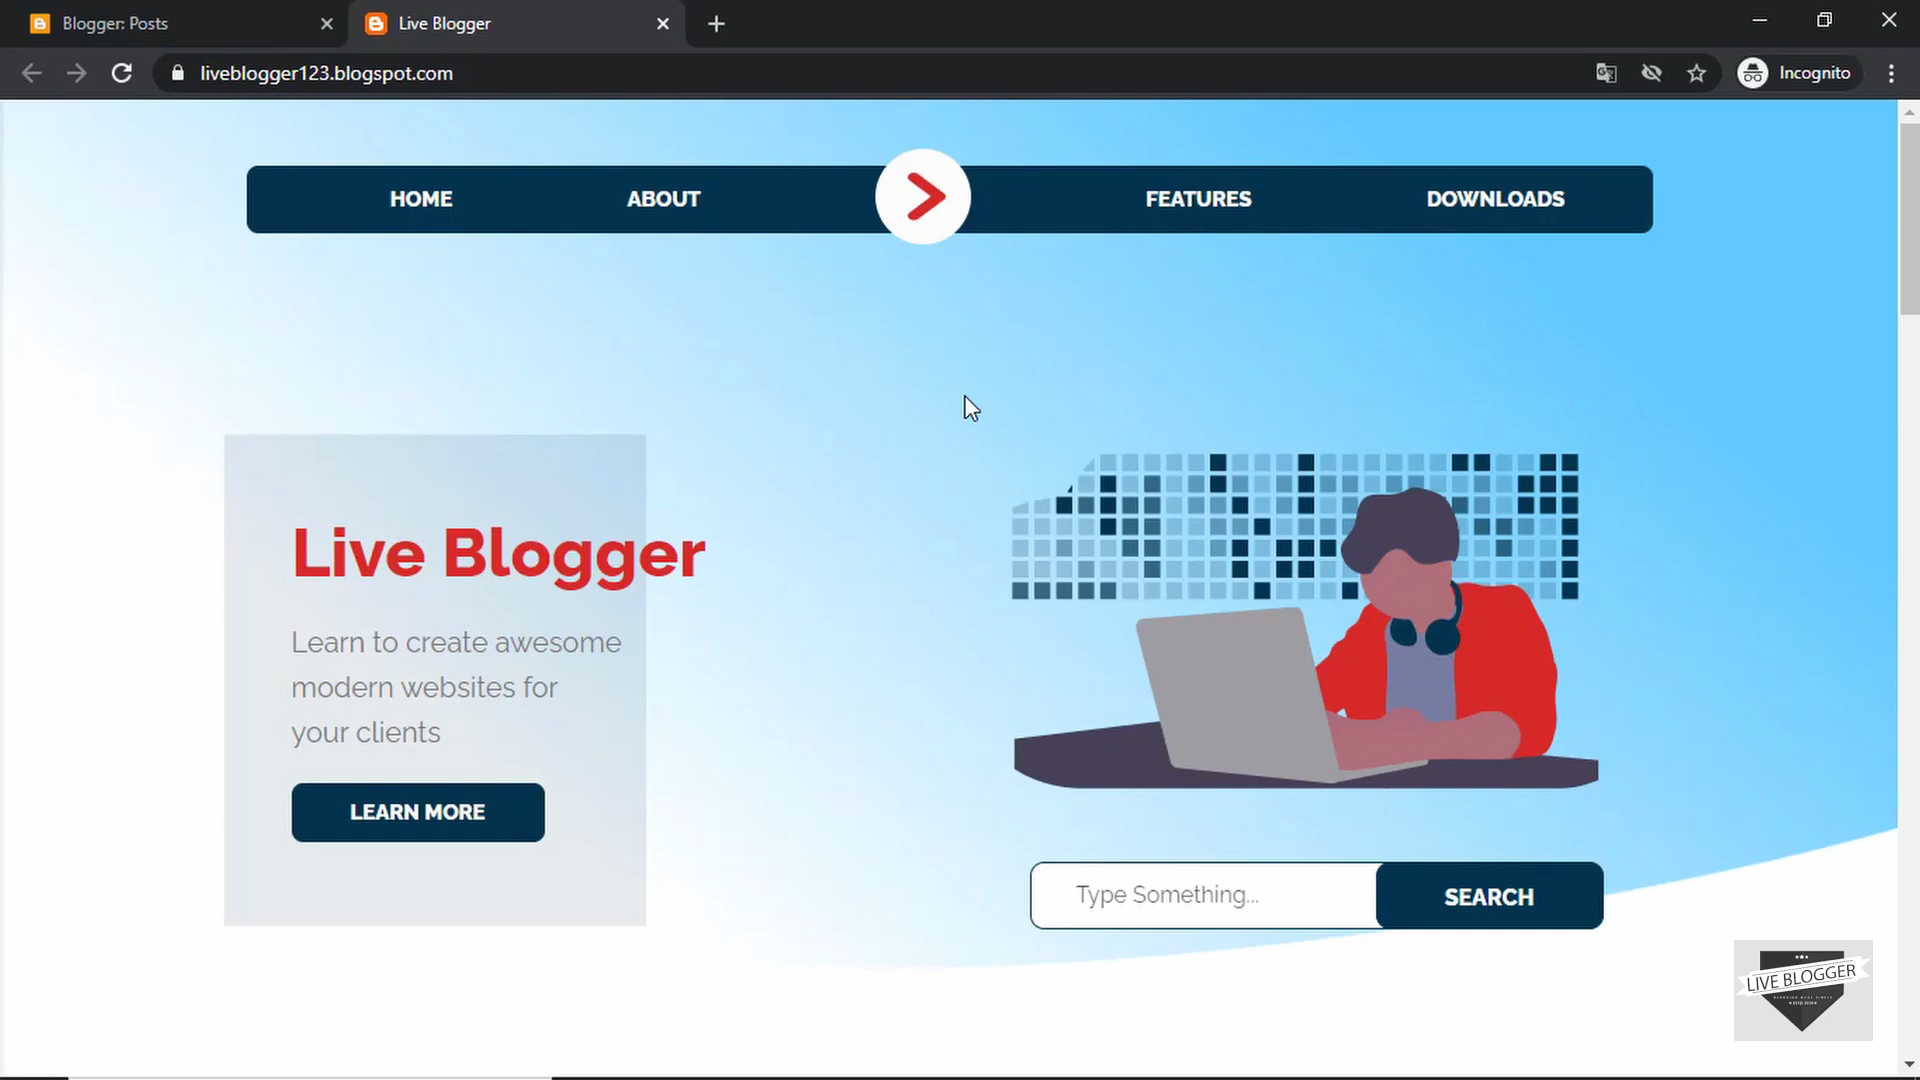 Blogger: Posts
Live Blogger
liveblogger123.blogspot.com
Incognito
HOME
ABOUT
FEATURES
DOWNLOADS
Live Blogger
Learn to create awesome
modern websites for
your clients
LEARN MORE
Type Something...
SEARCH
LIVE BLOGGER